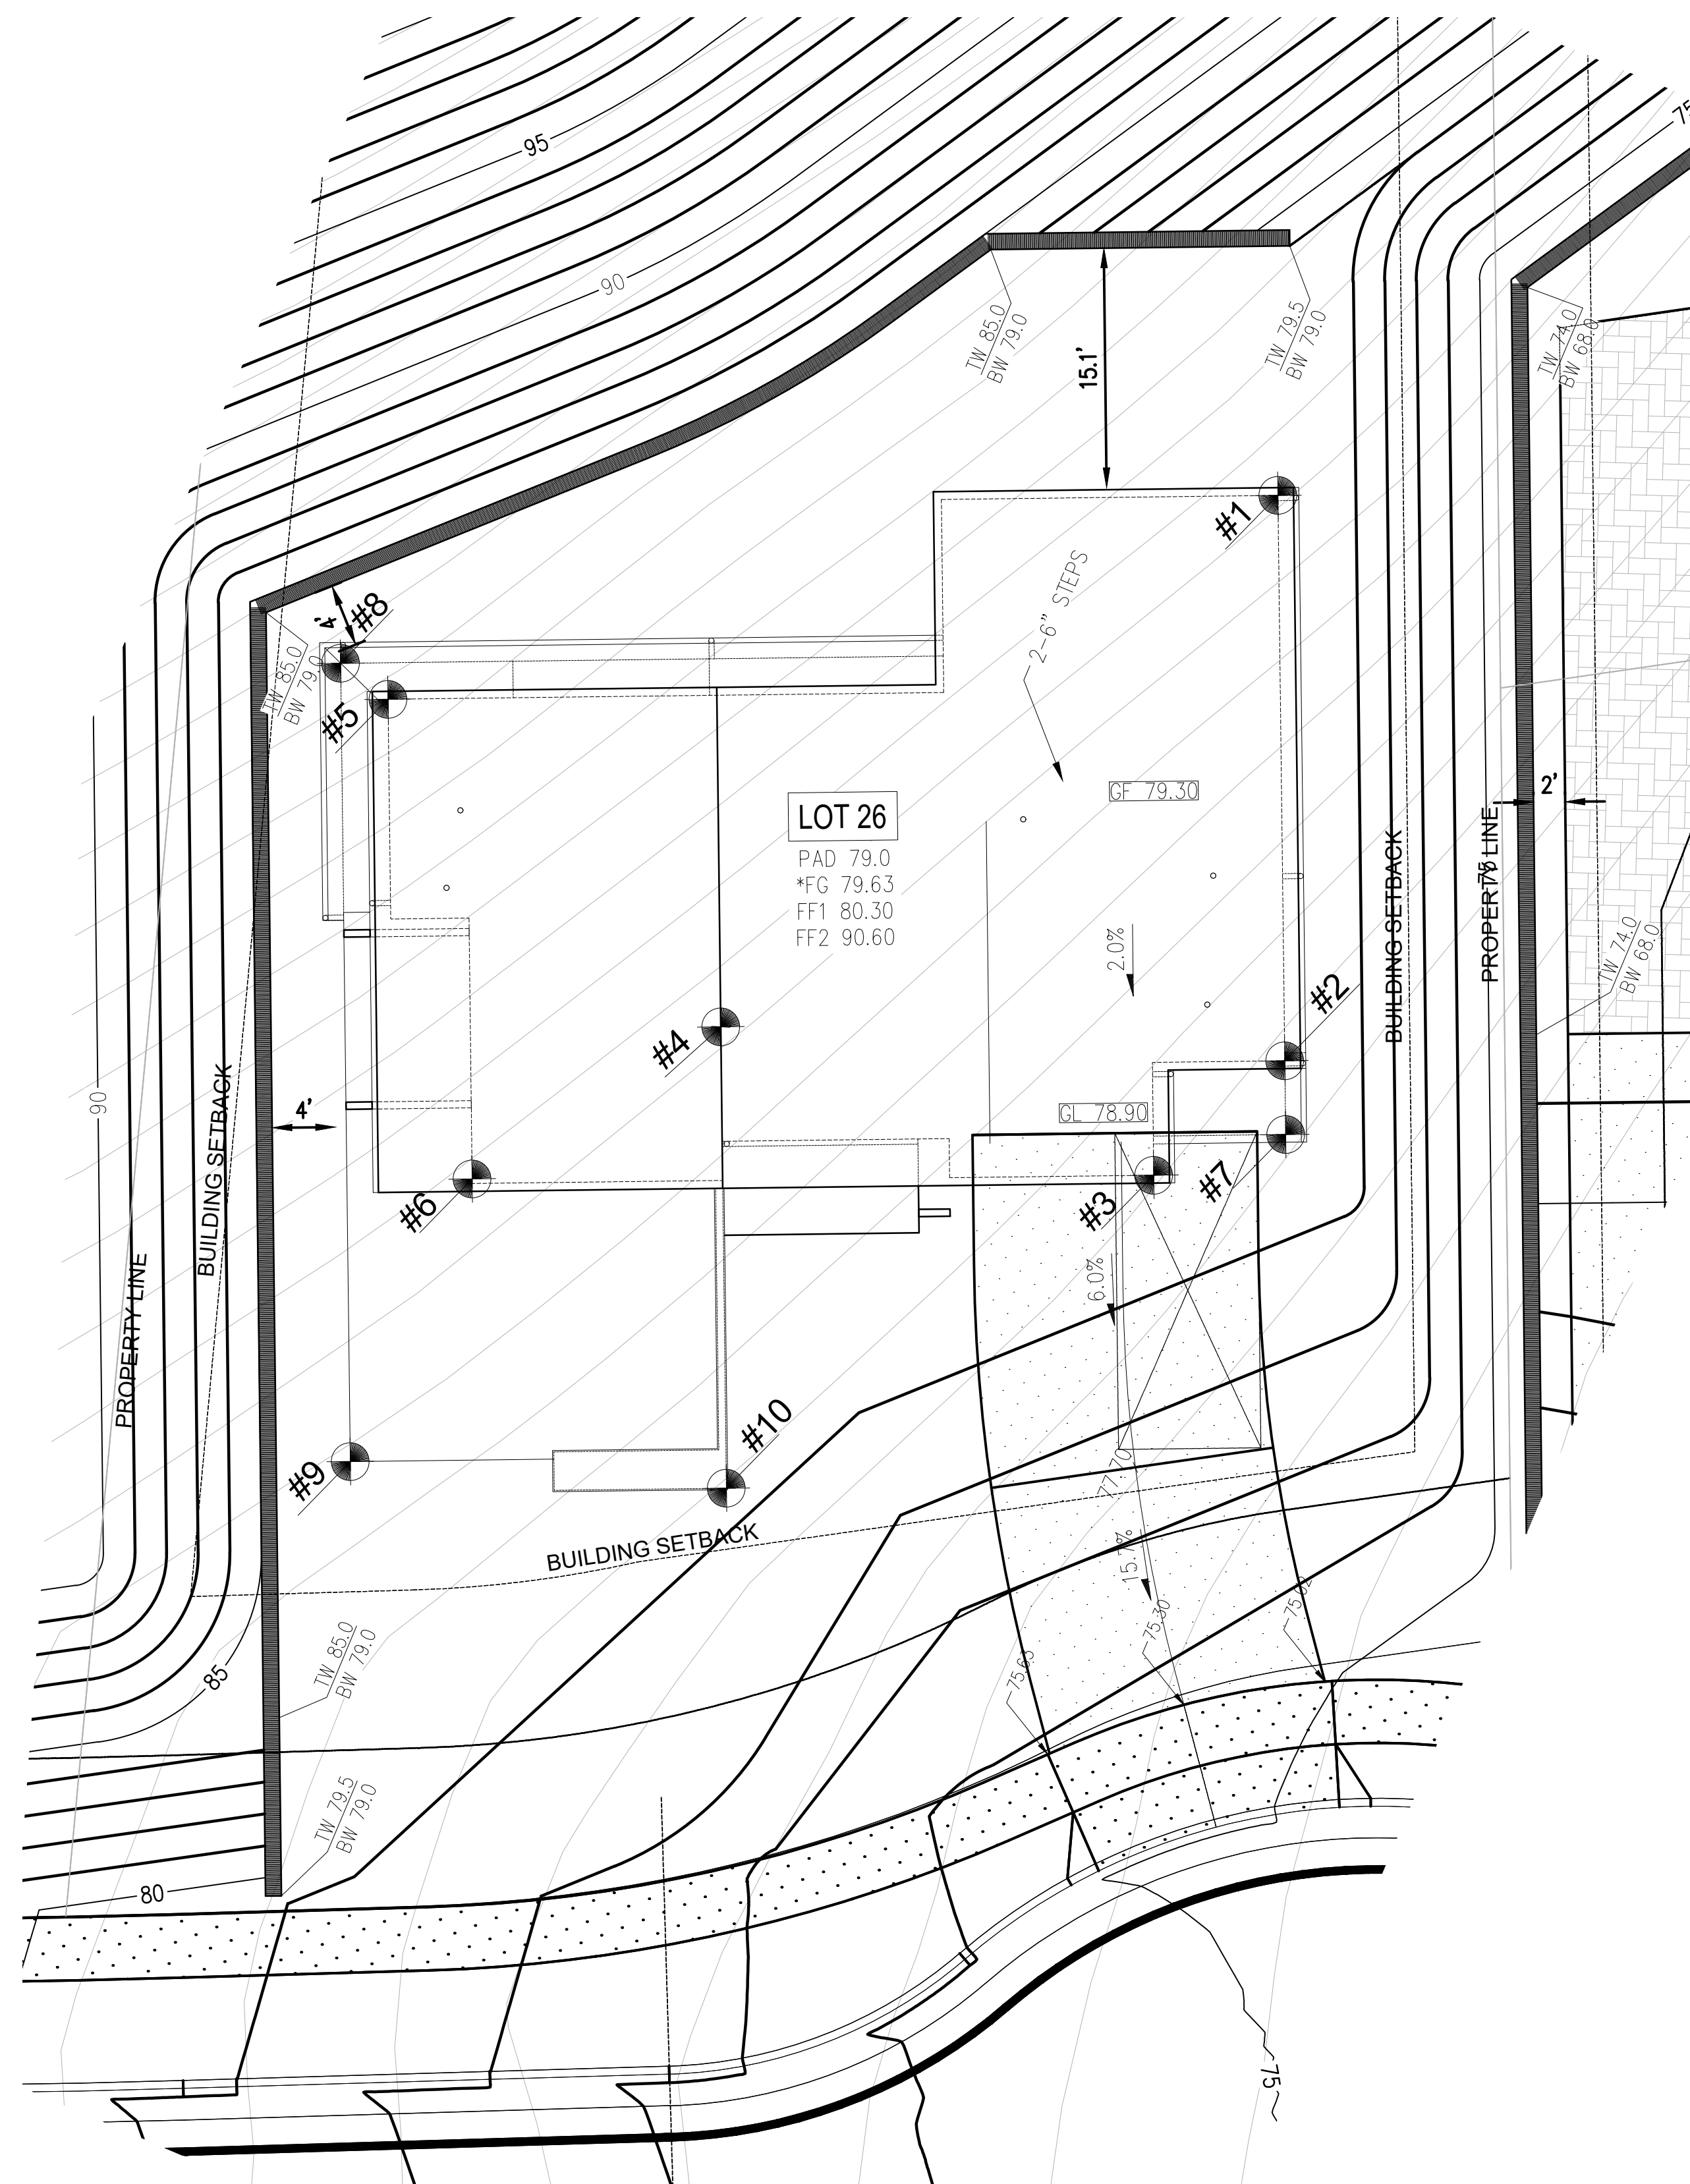 75
95
90
TW 85.0
BW 79.0
TW 79.5
BW 79.0
TW 74.0
BW 68.0
15.1'
#1
2-6" STEPS
4'
#8
TW 85.0
BW 79.0
#5
GF 79.30
2'
LOT 26
PAD 79.0
*FG 79.63
FF1 80.30
FF2 90.60
PROPERTY LINE
75
BUILDING SETBACK
2.0%
TW 74.0
BW 68.0
#2
#4
90
4'
BUILDING SETBACK
GL 78.90
#6
#3
#7
6.0%
PROPERTY LINE
#10
#9
77.70
BUILDING SETBACK
15.7%
75.30
75.02
75.63
TW 85.0
BW 79.0
85
TW 79.5
BW 79.0
80
75